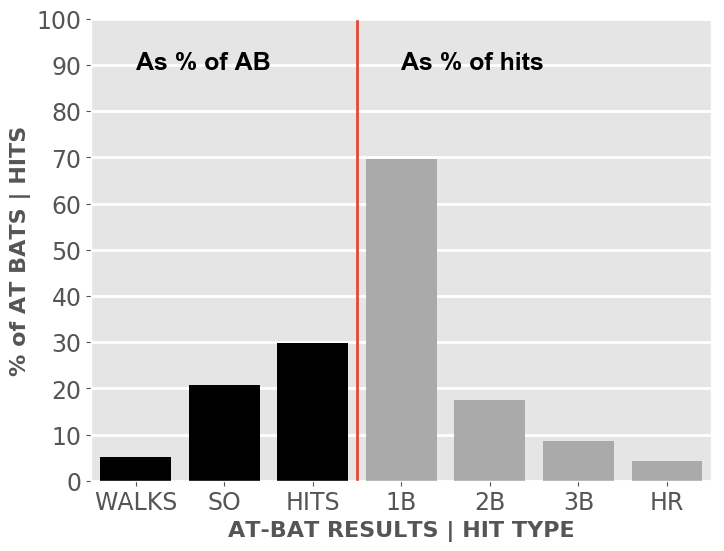 As % of AB
As % of hits
100
90
80
70
60
50
40
30
20
10
0
% of AT BATS | HITS
WALKS SO HITS 1B 2B 3B HR
AT-BAT RESULTS | HIT TYPE